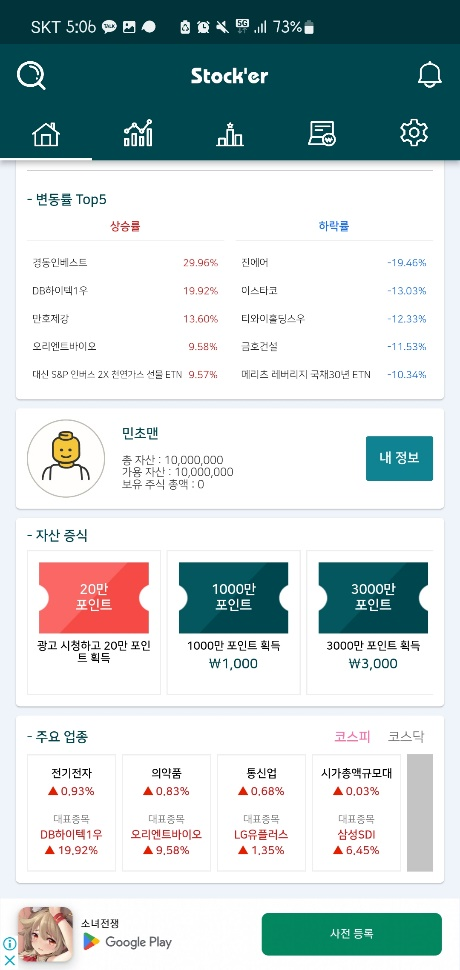 SKT 5:06 TALK 5G 73%
Stock'er
- 변동률 Top5
상승률 하락률
경동인베스트 29.96% 진에어 -19.46%
DB하이텍1우 19.92% 이스타코 -13.03%
만호제강 13.60% 티와이홀딩스우 -12.33%
오리엔트바이오 9.58% 금호건설 -11.53%
대신 S&P 인버스 2X 천연가스 선물 ETN 9.57% 메리츠 레버리지 국채30년 ETN -10.34%
민초맨
총 자산 : 10,000,000
가용 자산 : 10,000,000
보유 주식 총액 : 0
내 정보
- 자산 증식
20만
포인트
광고 시청하고 20만 포인
트 획득
1000만
포인트
1000만 포인트 획득
₩1,000
3000만
포인트
3000만 포인트 획득
₩3,000
- 주요 업종 코스피 코스닥
전기전자
▲ 0.93%
대표종목
DB하이텍1우
▲ 19.92%
의약품
▲ 0.83%
대표종목
오리엔트바이오
▲ 9.58%
통신업
▲ 0.68%
대표종목
LG유플러스
▲ 1.35%
시가총액규모대
▲ 0.03%
대표종목
삼성SDI
▲ 6.45%
소녀전쟁
Google Play
사전 등록